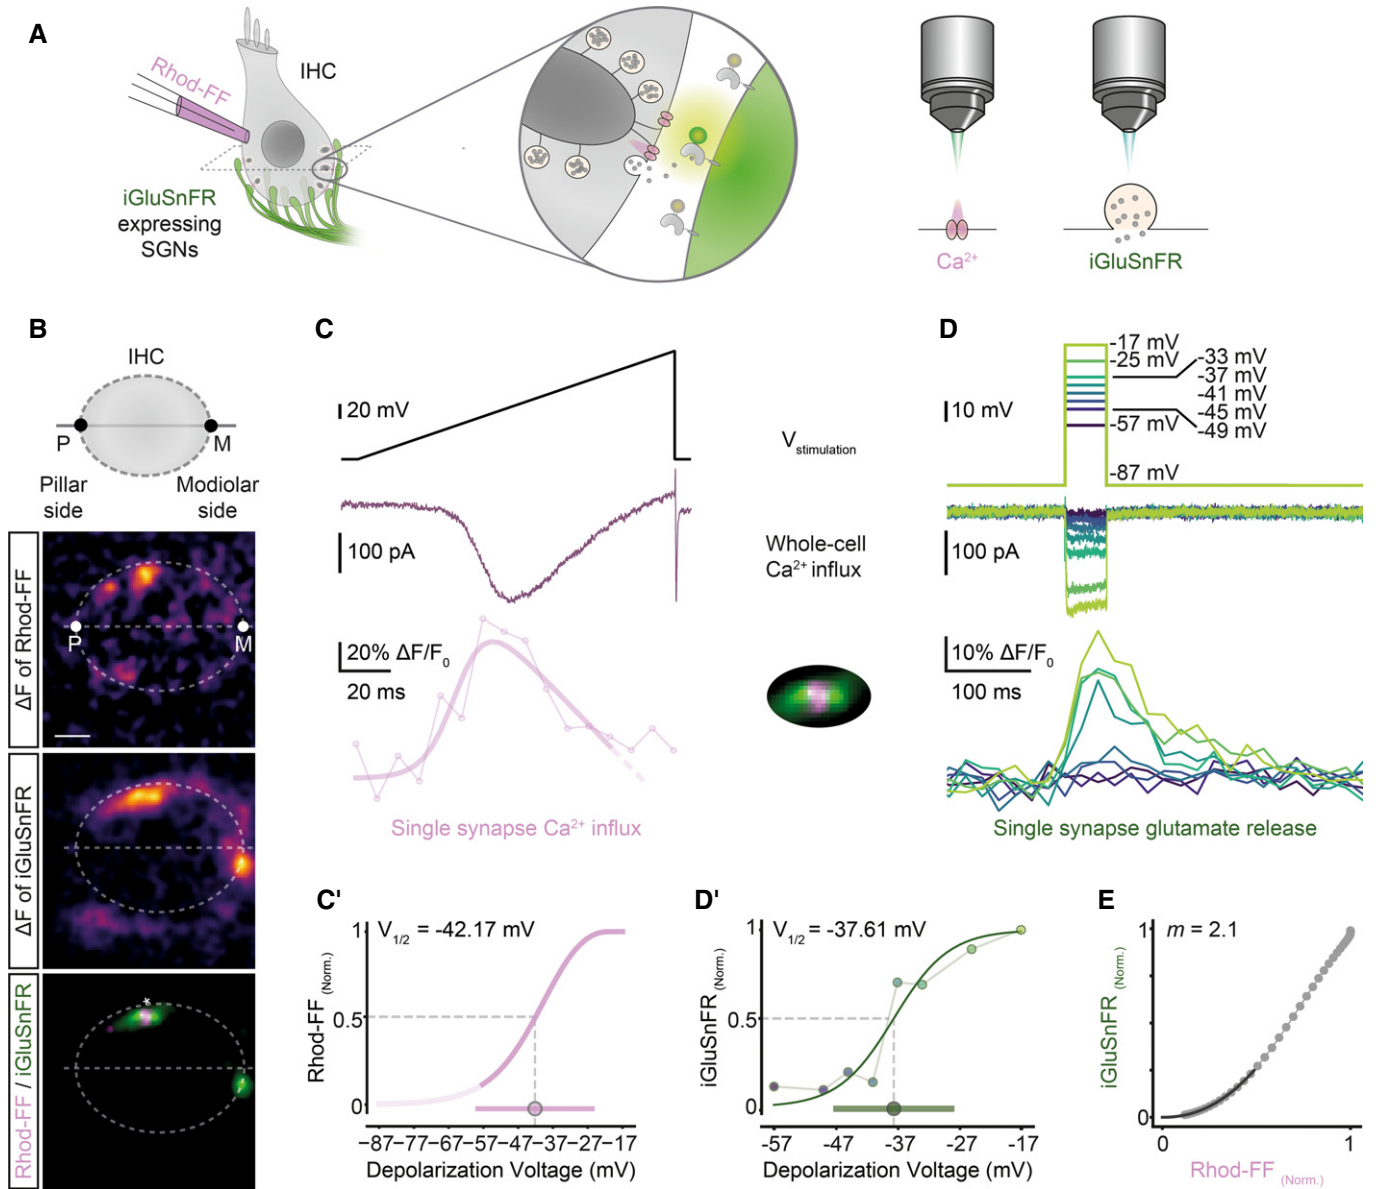 A
Rhod-FF
IHC
iGluSnFR
expressing
SGNs
Ca²⁺
iGluSnFR
B
IHC
P
M
Pillar
side
Modiolar
side
ΔF of Rhod-FF
P
M
ΔF of iGluSnFR
Rhod-FF / iGluSnFR
*
C
20 mV
100 pA
20% ΔF/F₀
20 ms
Single synapse Ca²⁺ influx
Vstimulation
Whole-cell
Ca²⁺ influx
D
-17 mV
-25 mV
-33 mV
-37 mV
-41 mV
-45 mV
-57 mV
-49 mV
-87 mV
10 mV
100 pA
10% ΔF/F₀
100 ms
Single synapse glutamate release
C'
V1/2 = -42.17 mV
Rhod-FF (Norm.)
1
0.5
0
−87 −77 −67 −57 −47 −37 −27 −17
Depolarization Voltage (mV)
D'
V1/2 = -37.61 mV
iGluSnFR (Norm.)
1
0.5
0
-57 -47 -37 -27 -17
Depolarization Voltage (mV)
E
m = 2.1
iGluSnFR (Norm.)
1
0
0 1
Rhod-FF (Norm.)